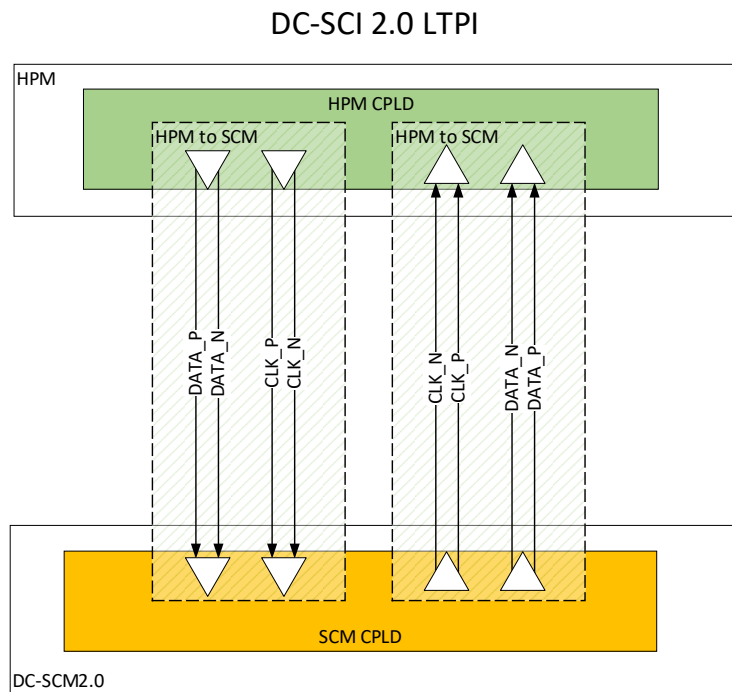 DC-SCI 2.0 LTPI
HPM
HPM CPLD
HPM to SCM
HPM to SCM
DATA_P
DATA_N
CLK_P
CLK_N
CLK_N
CLK_P
DATA_N
DATA_P
SCM CPLD
DC-SCM2.0